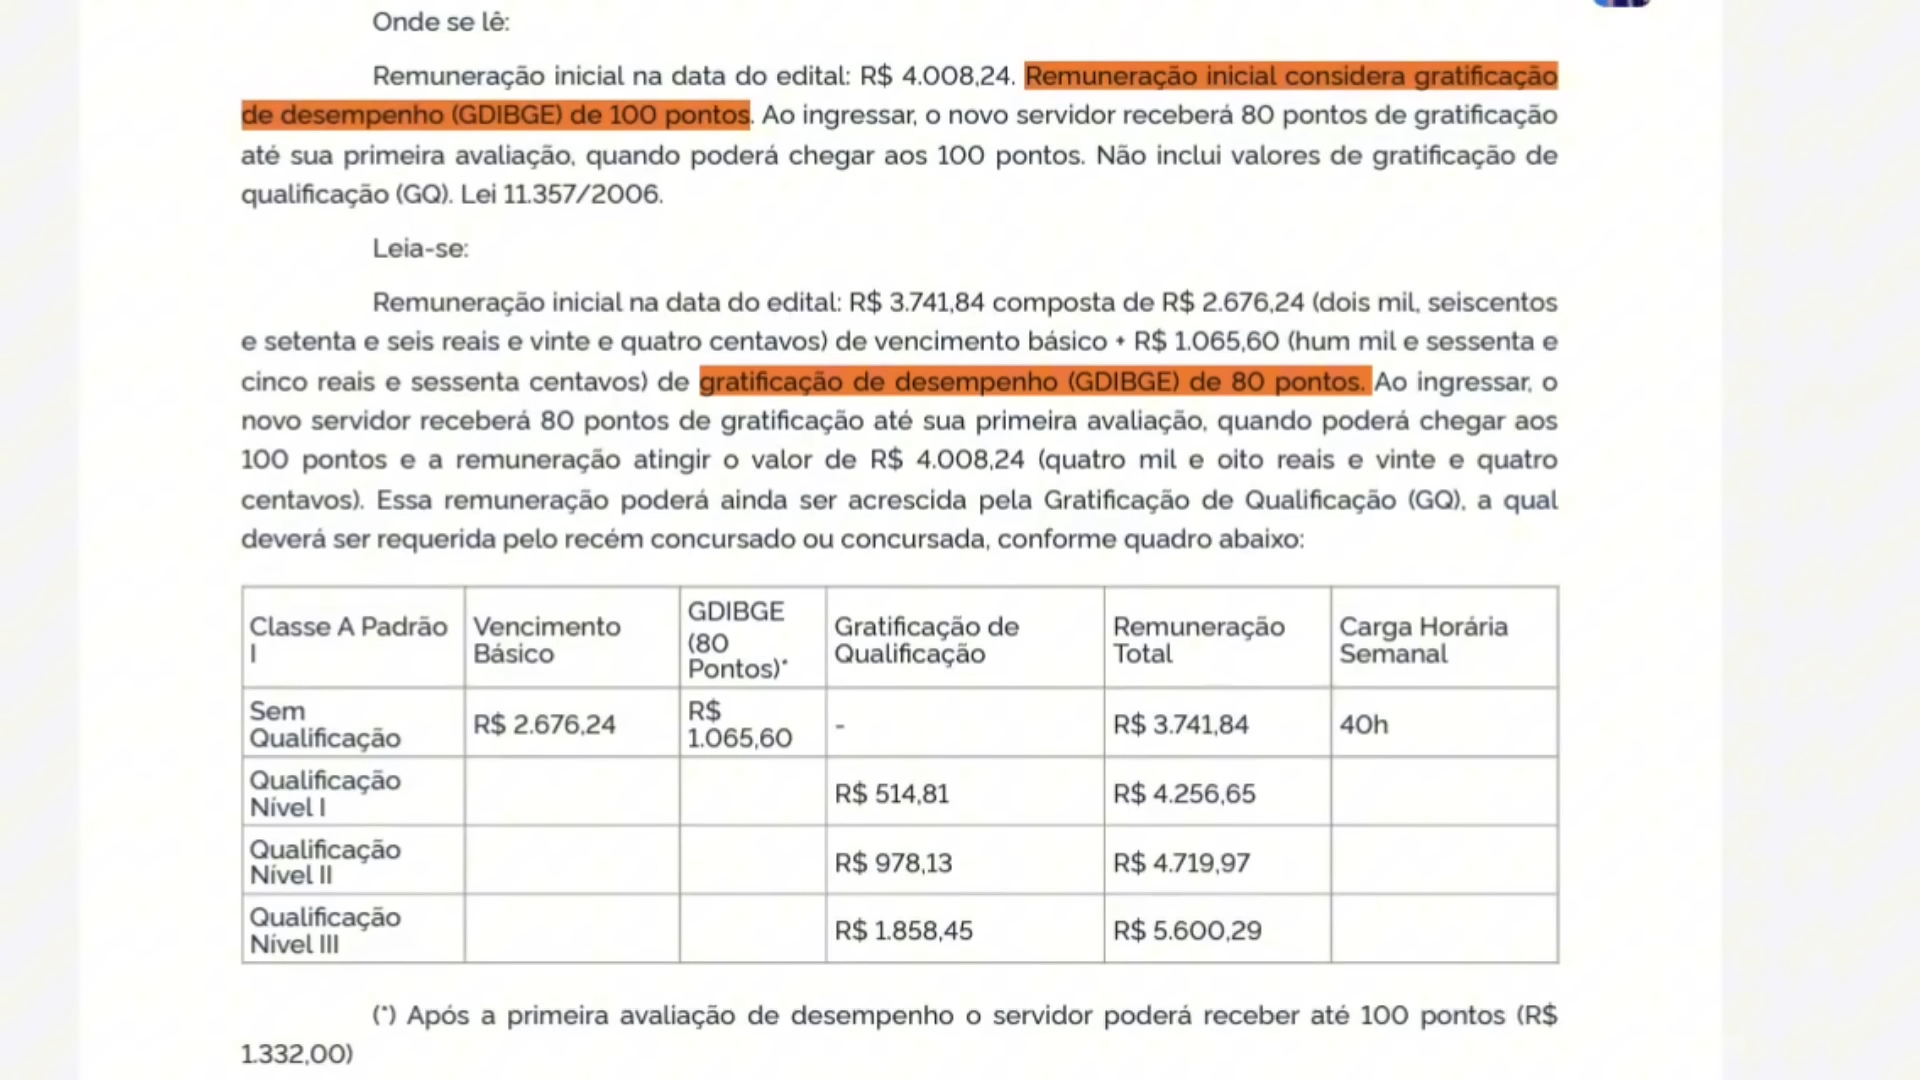 Onde se lê:
Remuneração inicial na data do edital: R$ 4.008,24. Remuneração inicial considera gratificação
de desempenho (GDIBGE) de 100 pontos. Ao ingressar, o novo servidor receberá 80 pontos de gratificação
até sua primeira avaliação, quando poderá chegar aos 100 pontos. Não inclui valores de gratificação de
qualificação (GQ). Lei 11.357/2006.
Leia-se:
Remuneração inicial na data do edital: R$ 3.741,84 composta de R$ 2.676,24 (dois mil, seiscentos
e setenta e seis reais e vinte e quatro centavos) de vencimento básico + R$ 1.065,60 (hum mil e sessenta e
cinco reais e sessenta centavos) de gratificação de desempenho (GDIBGE) de 80 pontos. Ao ingressar, o
novo servidor receberá 80 pontos de gratificação até sua primeira avaliação, quando poderá chegar aos
100 pontos e a remuneração atingir o valor de R$ 4.008,24 (quatro mil e oito reais e vinte e quatro
centavos). Essa remuneração poderá ainda ser acrescida pela Gratificação de Qualificação (GQ), a qual
deverá ser requerida pelo recém concursado ou concursada, conforme quadro abaixo:
Classe A Padrão
I
Vencimento
Básico
GDIBGE
(80
Pontos)*
Gratificação de
Qualificação
Remuneração
Total
Carga Horária
Semanal
Sem
Qualificação
R$ 2.676,24
R$
1.065,60
-
R$ 3.741,84
40h
Qualificação
Nível I
R$ 514,81
R$ 4.256,65
Qualificação
Nível II
R$ 978,13
R$ 4.719,97
Qualificação
Nível III
R$ 1.858,45
R$ 5.600,29
(*) Após a primeira avaliação de desempenho o servidor poderá receber até 100 pontos (R$
1.332,00)